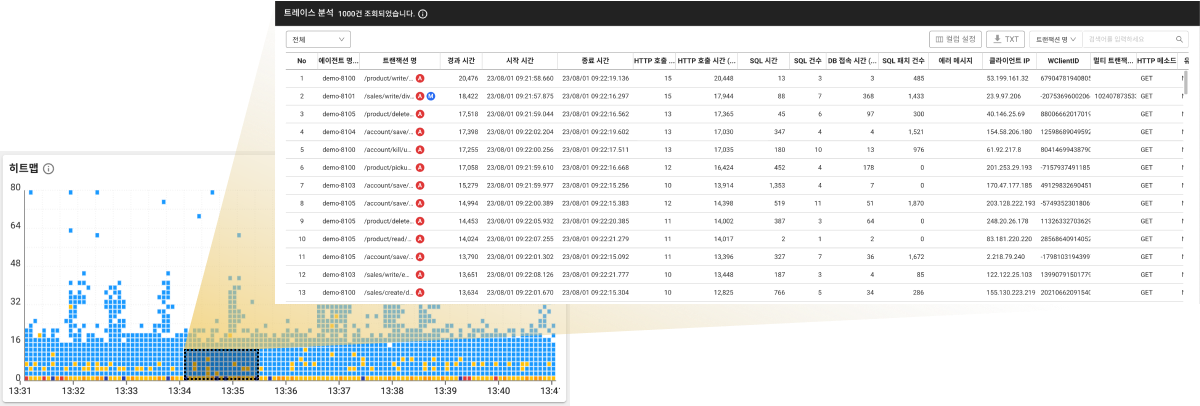 트레이스 분석 1000건 조회되었습니다.
전체
컬럼 설정 TXT 트랜잭션 명 검색어를 입력하세요
No 에이전트 명... 트랜잭션 명 경과 시간 시작 시간 종료 시간 HTTP 호출 ... HTTP 호출 시간 (... SQL 시간 SQL 건수 DB 접속 시간 (... SQL 패치 건수 에러 메시지 클라이언트 IP WClientID 멀티 트랜잭... HTTP 메소드
1 demo-8100 /product/write/... A 20,476 23/08/01 09:21:58.660 23/08/01 09:22:19.136 15 20,448 13 3 3 485 53.199.161.32 6790478194080 GET
2 demo-8101 /sales/write/div... A M 18,422 23/08/01 09:21:57.875 23/08/01 09:22:16.297 15 17,944 88 7 368 1,433 23.9.97.206 -2075369600206 1024078735 GET
3 demo-8105 /product/delete... A 17,518 23/08/01 09:21:59.044 23/08/01 09:22:16.562 13 17,365 45 6 97 300 40.146.25.69 8800666201701 GET
4 demo-8104 /account/save/... A 17,398 23/08/01 09:22:02.204 23/08/01 09:22:19.602 13 17,030 347 4 4 1,521 154.58.206.180 1259868904959 GET
5 demo-8100 /account/kill/u... A 17,255 23/08/01 09:22:00.256 23/08/01 09:22:17.511 13 17,035 180 10 13 976 61.92.217.8 8041469943879 GET
6 demo-8100 /product/picku... A 17,058 23/08/01 09:21:59.610 23/08/01 09:22:16.668 12 16,424 452 4 178 0 201.253.29.193 -7157937491185 GET
7 demo-8103 /account/save/... A 15,279 23/08/01 09:21:59.977 23/08/01 09:22:15.256 10 13,914 1,353 4 7 0 170.47.177.185 4912983269045 GET
8 demo-8105 /account/save/... A 14,994 23/08/01 09:22:00.389 23/08/01 09:22:15.383 12 14,398 519 11 51 1,870 203.128.222.193 -5749352301806 GET
9 demo-8105 /product/delete... A 14,453 23/08/01 09:22:05.932 23/08/01 09:22:20.385 11 14,002 387 3 64 0 248.20.26.178 1132633270362 GET
10 demo-8105 /product/read/... A 14,024 23/08/01 09:22:07.255 23/08/01 09:22:21.279 11 14,017 2 1 2 0 83.181.220.220 2856864091405 GET
11 demo-8105 /account/save/... A 13,790 23/08/01 09:22:01.302 23/08/01 09:22:15.092 11 13,396 327 7 36 1,672 2.218.79.240 -1798103194399 GET
12 demo-8103 /sales/write/e... A 13,651 23/08/01 09:22:08.126 23/08/01 09:22:21.777 10 13,448 187 3 4 85 122.122.25.103 1399079150177 GET
13 demo-8100 /sales/create/d... A 13,634 23/08/01 09:22:01.670 23/08/01 09:22:15.304 10 12,825 766 5 34 286 155.130.223.219 2021066209154 GET
히트맵
80
64
48
32
16
0
13:31 13:32 13:33 13:34 13:35 13:36 13:37 13:38 13:39 13:4